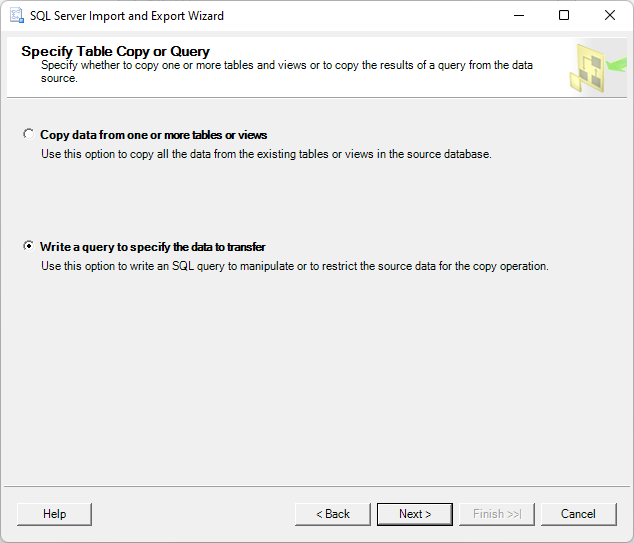 SQL Server Import and Export Wizard
Specify Table Copy or Query
Specify whether to copy one or more tables and views or to copy the results of a query from the data
source.
Copy data from one or more tables or views
Use this option to copy all the data from the existing tables or views in the source database.
Write a query to specify the data to transfer
Use this option to write an SQL query to manipulate or to restrict the source data for the copy operation.
Help
< Back
Next >
Finish >>|
Cancel